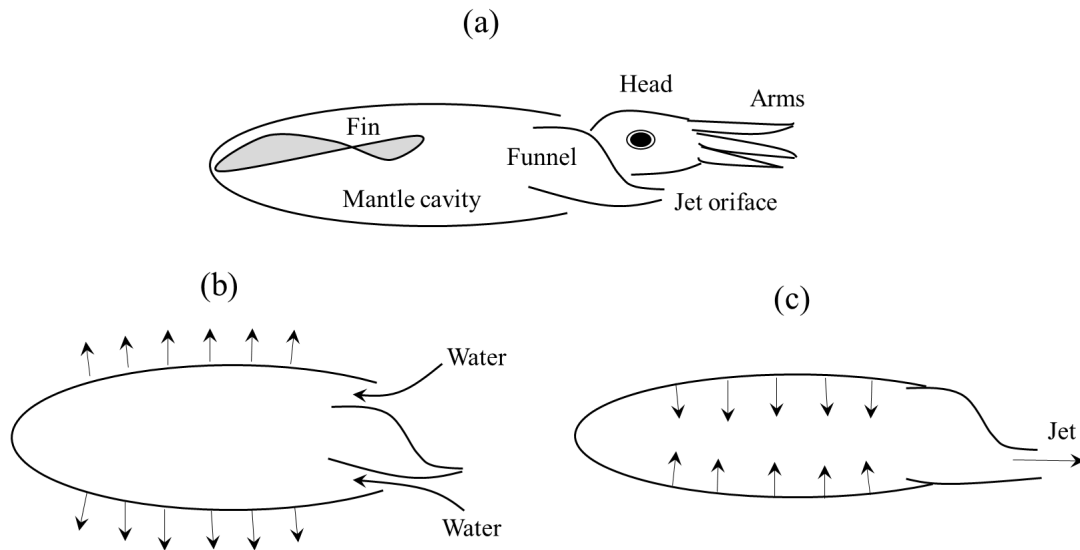 (a)
Head
Arms
Fin
Funnel
Mantle cavity
Jet oriface
(b)
(c)
Water
Jet
Water